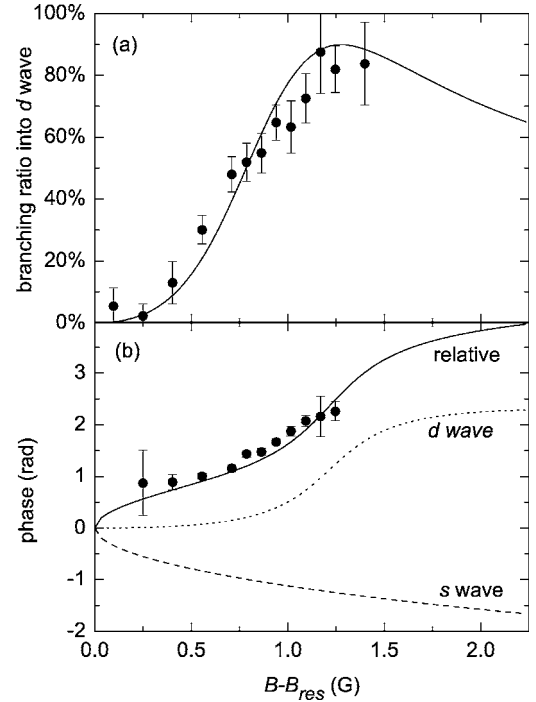 100%
(a)
80%
60%
40%
20%
0%
branching ratio into d wave
(b)
3
2
1
0
-1
-2
phase (rad)
relative
d wave
s wave
0.0 0.5 1.0 1.5 2.0
B-Bres (G)